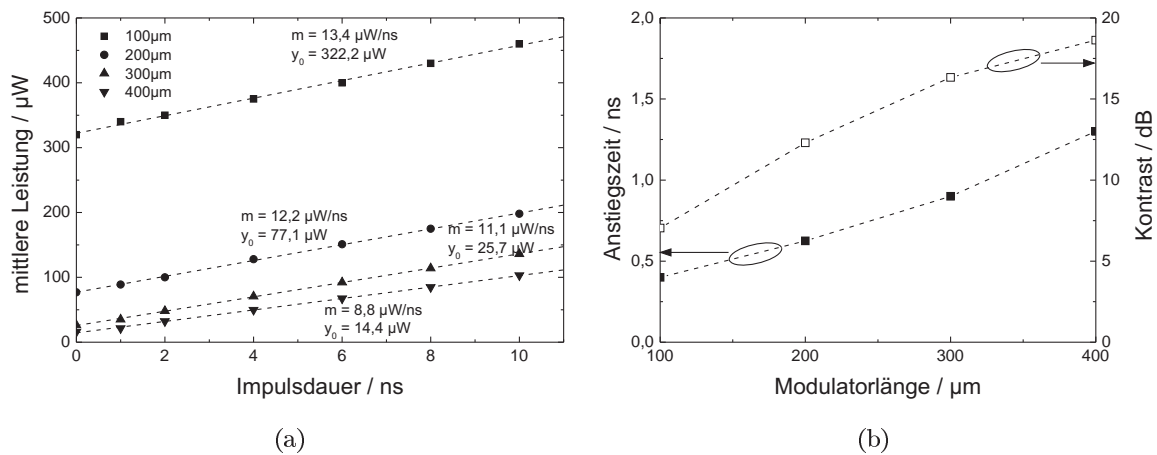 500
400
300
200
100
0
mittlere Leistung / µW
100µm
200µm
300µm
400µm
m = 13,4 µW/ns
y0 = 322,2 µW
m = 12,2 µW/ns
y0 = 77,1 µW
m = 11,1 µW/ns
y0 = 25,7 µW
m = 8,8 µW/ns
y0 = 14,4 µW
0 2 4 6 8 10
Impulsdauer / ns
(a)
2,0
1,5
1,0
0,5
0,0
Anstiegszeit / ns
20
15
10
5
0
Kontrast / dB
100 200 300 400
Modulatorlänge / µm
(b)